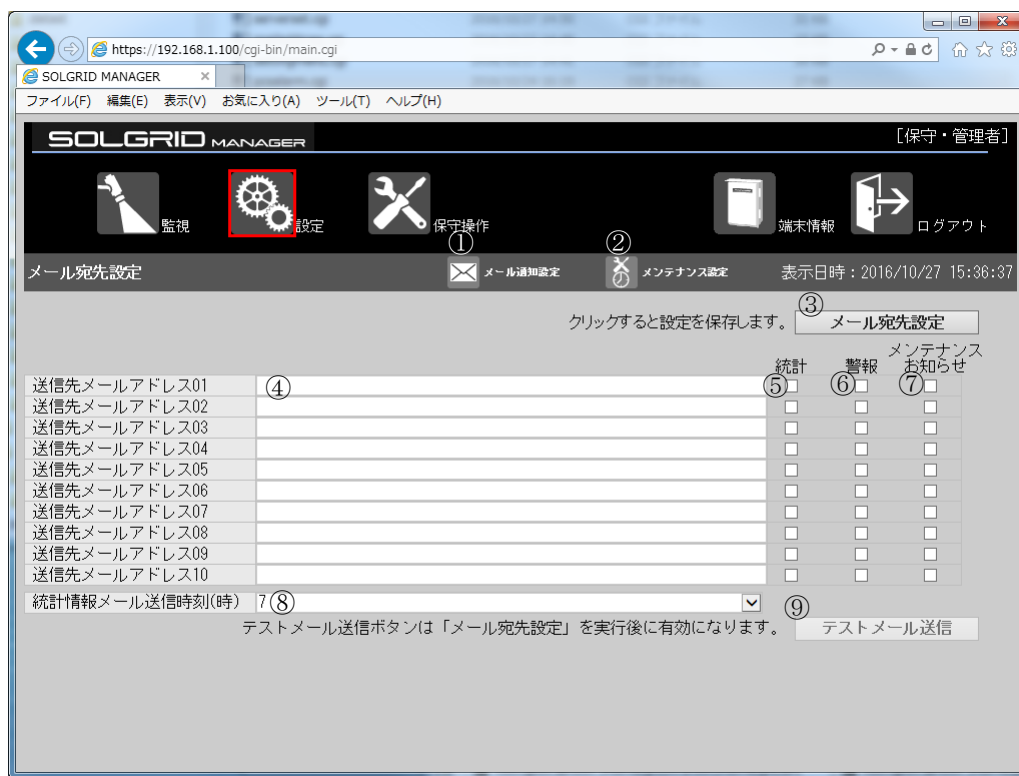 https://192.168.1.100/cgi-bin/main.cgi
SOLGRID MANAGER
ファイル(F) 編集(E) 表示(V) お気に入り(A) ツール(T) ヘルプ(H)
SOLGRID MANAGER [保守・管理者]
監視 設定 保守操作 端末情報 ログアウト
① ②
メール宛先設定 メール通知設定 メンテナンス設定 表示日時：2016/10/27 15:36:37
クリックすると設定を保存します。 ③ メール宛先設定
統計 警報 メンテナンスお知らせ
送信先メールアドレス01 ④ ⑤ ⑥ ⑦
送信先メールアドレス02
送信先メールアドレス03
送信先メールアドレス04
送信先メールアドレス05
送信先メールアドレス06
送信先メールアドレス07
送信先メールアドレス08
送信先メールアドレス09
送信先メールアドレス10
統計情報メール送信時刻(時) 7 ⑧
テストメール送信ボタンは「メール宛先設定」を実行後に有効になります。 ⑨ テストメール送信